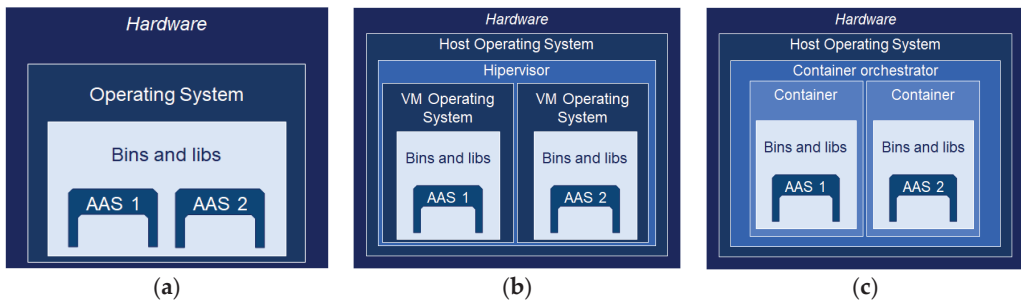 Hardware
Operating System
Bins and libs
AAS 1
AAS 2
(a)
Hardware
Host Operating System
Hipervisor
VM Operating
System
Bins and libs
AAS 1
VM Operating
System
Bins and libs
AAS 2
(b)
Hardware
Host Operating System
Container orchestrator
Container
Bins and libs
AAS 1
Container
Bins and libs
AAS 2
(c)